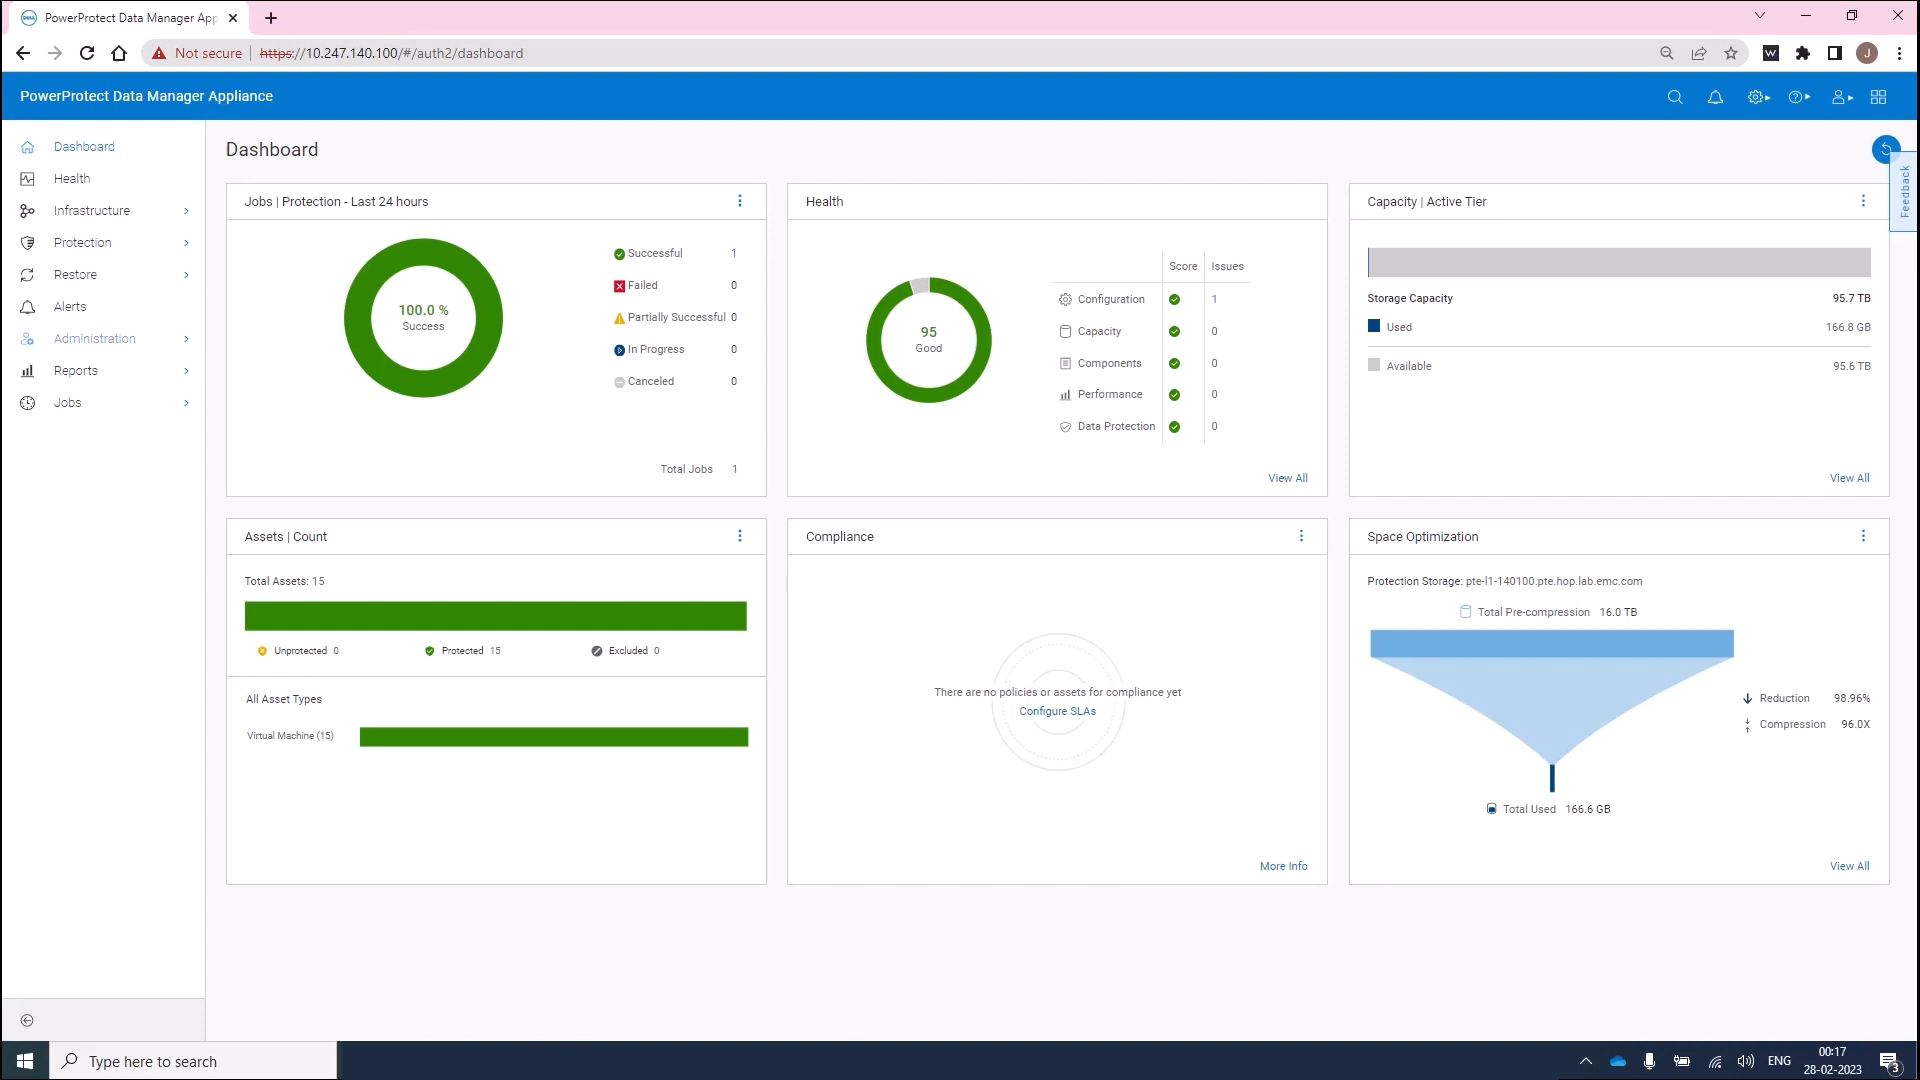 PowerProtect Data Manager App
Not secure
https://10.247.140.100/#/auth2/dashboard
W
J
PowerProtect Data Manager Appliance
Dashboard
Health
Infrastructure
Protection
Restore
Alerts
Administration
Reports
Jobs
Dashboard
Feedback
Jobs | Protection - Last 24 hours
100.0 %
Success
Successful 1
Failed 0
Partially Successful 0
In Progress 0
Canceled 0
Total Jobs 1
Health
95
Good
Score Issues
Configuration 1
Capacity 0
Components 0
Performance 0
Data Protection 0
View All
Capacity | Active Tier
Storage Capacity 95.7 TB
Used 166.8 GB
Available 95.6 TB
View All
Assets | Count
Total Assets: 15
Unprotected 0 Protected 15 Excluded 0
All Asset Types
Virtual Machine (15)
Compliance
There are no policies or assets for compliance yet
Configure SLAs
More Info
Space Optimization
Protection Storage: pte-l1-140100.pte.hop.lab.emc.com
Total Pre-compression 16.0 TB
Reduction 98.96%
Compression 96.0X
Total Used 166.6 GB
View All
Type here to search
ENG
00:17
28-02-2023
3